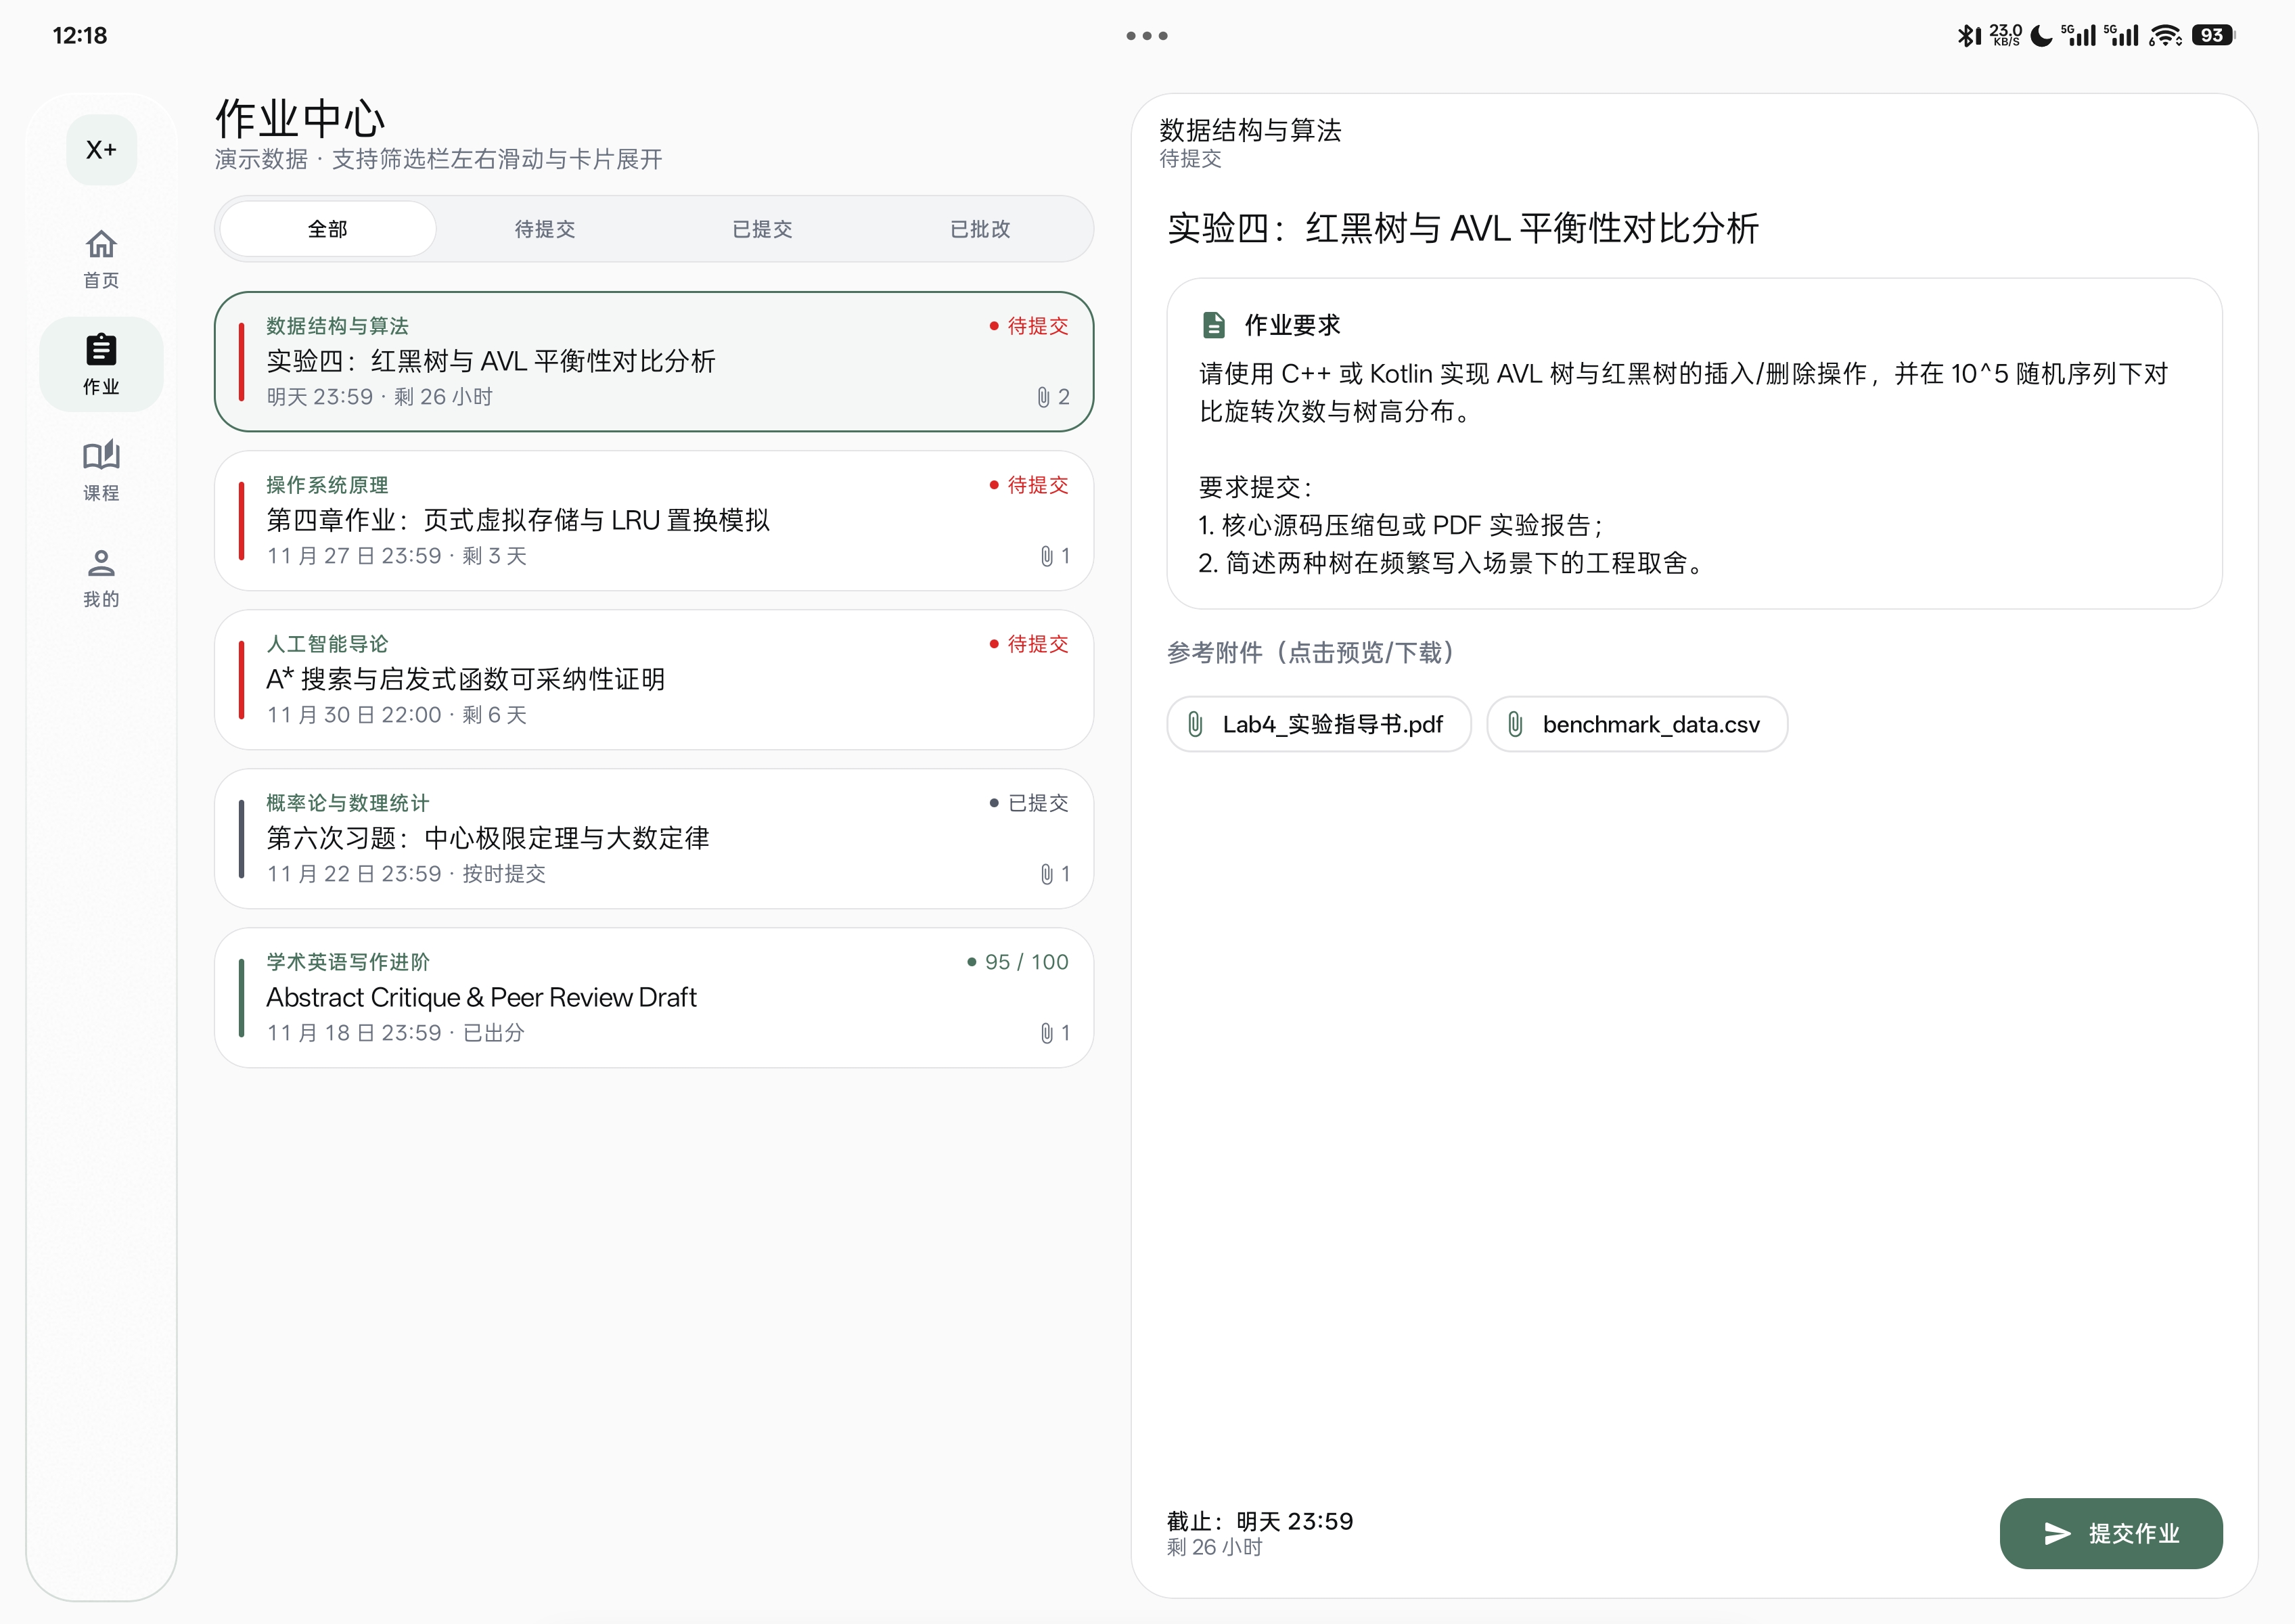 12:18
23.0 KB/S
5G
5G
6
93
X+
首页
作业
课程
我的
作业中心
演示数据 · 支持筛选栏左右滑动与卡片展开
全部
待提交
已提交
已批改
数据结构与算法
待提交
实验四：红黑树与 AVL 平衡性对比分析
明天 23:59 · 剩 26 小时
2
操作系统原理
待提交
第四章作业：页式虚拟存储与 LRU 置换模拟
11 月 27 日 23:59 · 剩 3 天
1
人工智能导论
待提交
A* 搜索与启发式函数可采纳性证明
11 月 30 日 22:00 · 剩 6 天
概率论与数理统计
已提交
第六次习题：中心极限定理与大数定律
11 月 22 日 23:59 · 按时提交
1
学术英语写作进阶
95 / 100
Abstract Critique & Peer Review Draft
11 月 18 日 23:59 · 已出分
1
数据结构与算法
待提交
实验四：红黑树与 AVL 平衡性对比分析
作业要求
请使用 C++ 或 Kotlin 实现 AVL 树与红黑树的插入/删除操作，并在 10^5 随机序列下对
比旋转次数与树高分布。
要求提交：
1. 核心源码压缩包或 PDF 实验报告；
2. 简述两种树在频繁写入场景下的工程取舍。
参考附件（点击预览/下载）
Lab4_实验指导书.pdf
benchmark_data.csv
截止：明天 23:59
剩 26 小时
提交作业